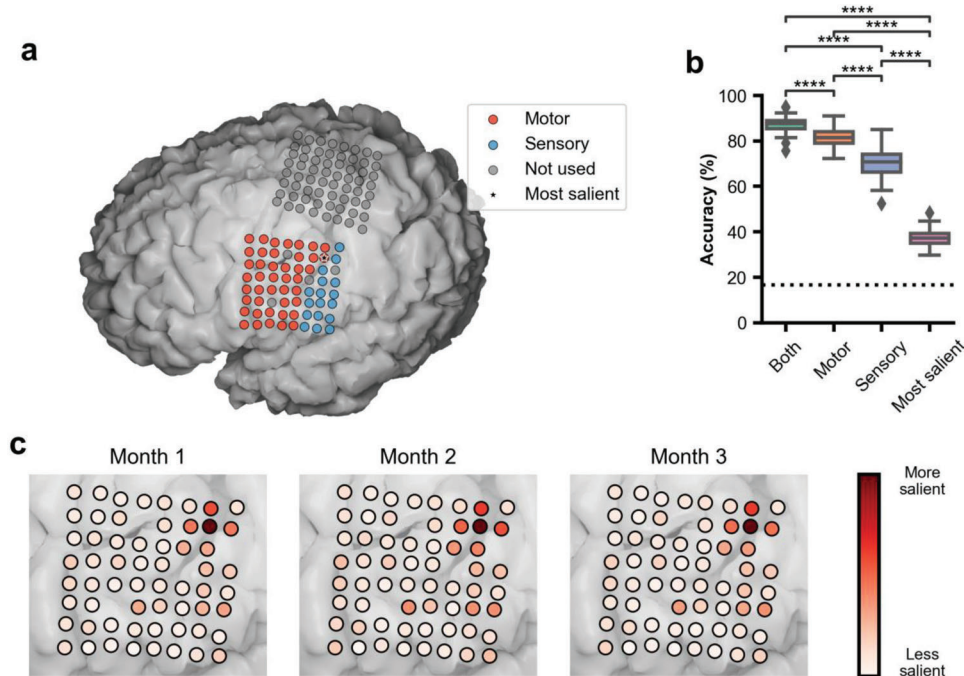 a
Motor
Sensory
Not used
Most salient
b
****
****
****
****
****
****
Accuracy (%)
100
80
60
40
20
0
Both
Motor
Sensory
Most salient
c
Month 1
Month 2
Month 3
More
salient
Less
salient